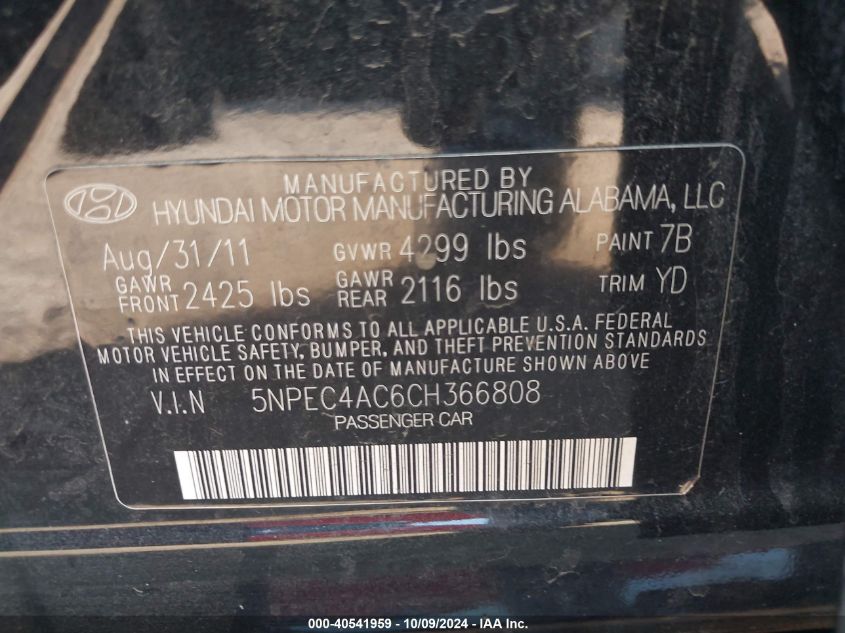 MANUFACTURED BY
HYUNDAI MOTOR MANUFACTURING ALABAMA, LLC
Aug/31/11 GVWR 4299 lbs PAINT 7B
GAWR FRONT 2425 lbs GAWR REAR 2116 lbs TRIM YD
THIS VEHICLE CONFORMS TO ALL APPLICABLE U.S.A. FEDERAL
MOTOR VEHICLE SAFETY, BUMPER, AND THEFT PREVENTION STANDARDS
IN EFFECT ON THE DATE OF MANUFACTURE SHOWN ABOVE
V.I.N 5NPEC4AC6CH366808
PASSENGER CAR
000-40541959 - 10/09/2024 - IAA Inc.